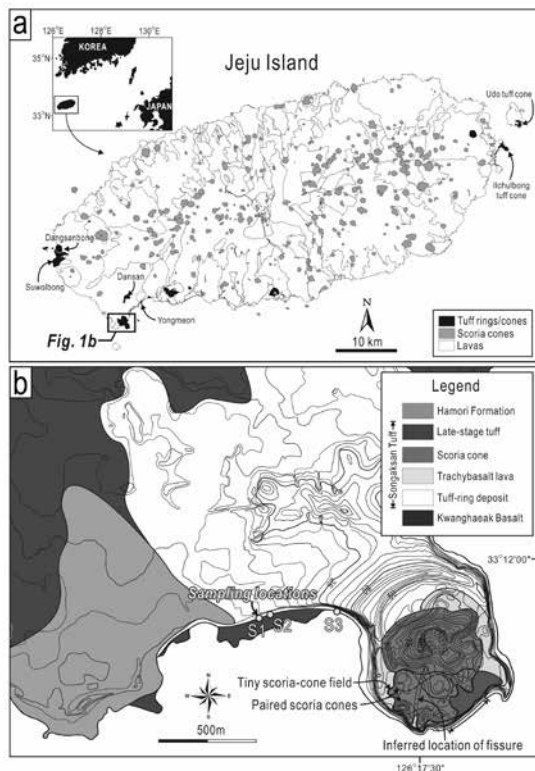 a
126°E 128°E 130°E
KOREA
35°N
33°N
JAPAN
Jeju Island
Udo tuff cone
Ilchulbong
tuff cone
Dangsanbong
Suwolbong
Dansan
Yongmeori
Fig. 1b
N
10 km
Tuff rings/cones
Scoria cones
Lavas
b
Legend
Hamori Formation
Late-stage tuff
Scoria cone
Trachybasalt lava
Tuff-ring deposit
Kwanghaeak Basalt
Songaksan Tuff
33°12'00"
Sampling locations
S1 S2 S3
Tiny scoria-cone field
Paired scoria cones
N
W E
S
500m
Inferred location of fissure
126°17'30"